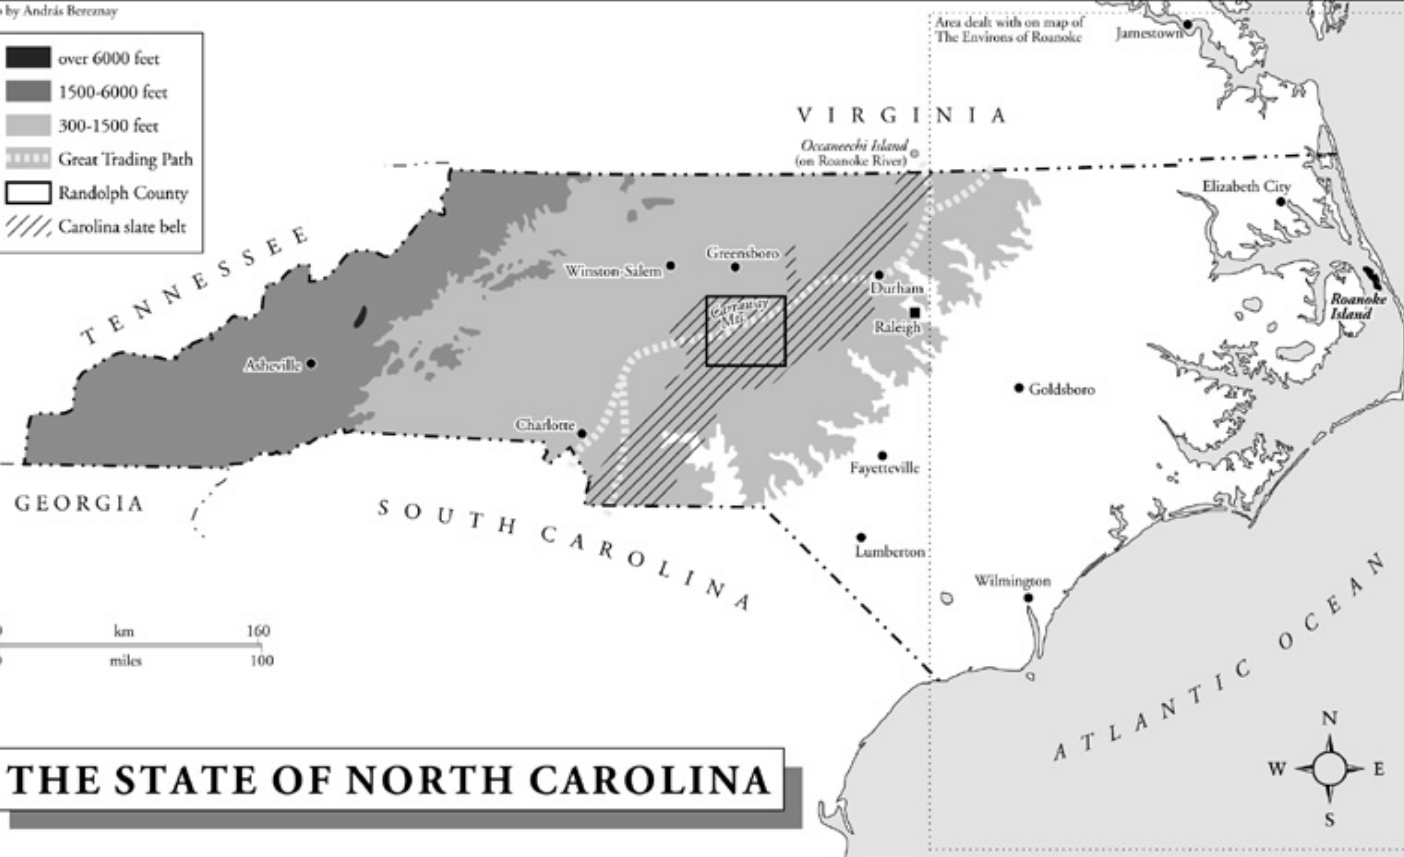 by András Bereznay
over 6000 feet
1500-6000 feet
300-1500 feet
Great Trading Path
Randolph County
Carolina slate belt
Area dealt with on map of
The Environs of Roanoke
Jamestown
VIRGINIA
Occaneechi Island
(on Roanoke River)
Elizabeth City
TENNESSEE
Greensboro
Winston-Salem
Durham
Roanoke
Island
Carraway
Mts
Raleigh
Asheville
Goldsboro
Charlotte
Fayetteville
GEORGIA
SOUTH CAROLINA
Lumberton
Wilmington
km 160
miles 100
ATLANTIC OCEAN
THE STATE OF NORTH CAROLINA
N
W E
S